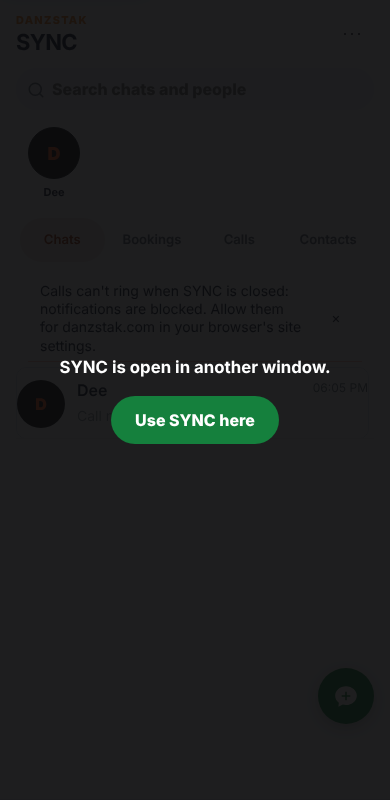 DANZSTAK
SYNC
...
Search chats and people
D
Dee
Chats
Bookings
Calls
Contacts
Calls can't ring when SYNC is closed:
notifications are blocked. Allow them
for danzstak.com in your browser's site
settings.
×
SYNC is open in another window.
D
Dee
08:05 PM
Call
Use SYNC here